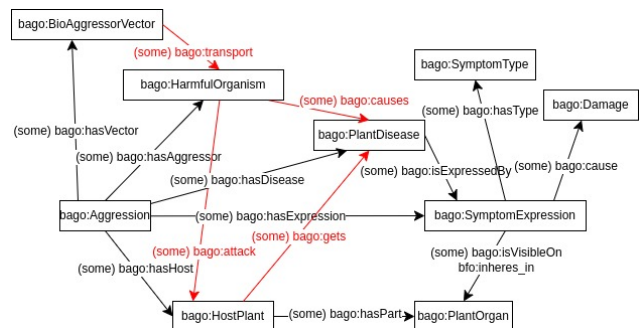 bago:BioAggressorVector
(some) bago:transport
bago:HarmfulOrganism
bago:SymptomType
(some) bago:causes
(some) bago:hasType
bago:Damage
(some) bago:hasVector
bago:PlantDisease
(some) bago:hasAggressor
(some) bago:isExpressedBy
(some) bago:cause
(some) bago:hasDisease
bago:Aggression
(some) bago:hasExpression
bago:SymptomExpression
(some) bago:gets
(some) bago:attack
(some) bago:isVisibleOn
bfo:inheres_in
(some) bago:hasHost
bago:HostPlant
(some) bago:hasPart
bago:PlantOrgan